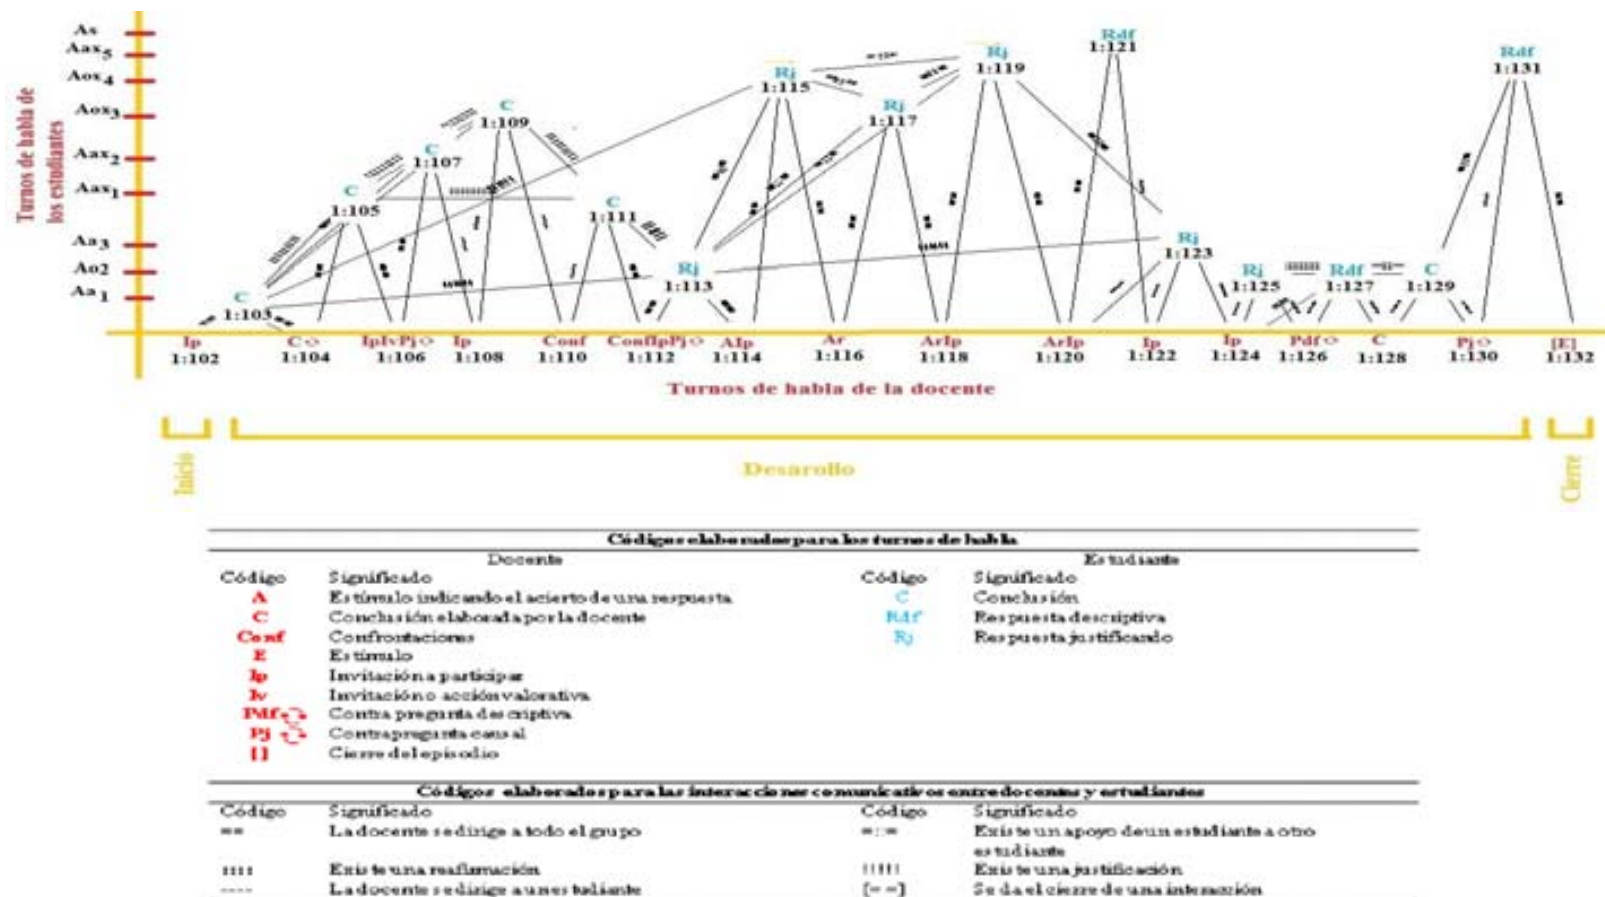 As
Aax5
Aox4
Aox3
Aax2
Aax1
Aa3
Ao2
Aa1
Turnos de habla de
los estudiantes
C
1:103
C
1:105
C
1:107
C
1:109
C
1:111
Rj
1:113
Rj
1:115
Rj
1:117
Rj
1:119
Rdf
1:121
Rj
1:123
Rj
1:125
Rdf
1:127
C
1:129
Rdf
1:131
Ip C IpIvPj Ip Conf ConfIpPj AIp Ar ArIp ArIp Ip Ip Pdf C Pj [E]
1:102 1:104 1:106 1:108 1:110 1:112 1:114 1:116 1:118 1:120 1:122 1:124 1:126 1:128 1:130 1:132
Turnos de habla de la docente
Inicio
Desarollo
Cierre
Códigos elaborados para los turnos de habla
Docente Estudiante
Código Significado Código Significado
A Estímulo indicando el acierto de una respuesta C Conclusión
C Conclusión elaborada por la docente Rdf Respuesta descriptiva
Conf Confrontaciones Rj Respuesta justificando
E Estímulo
Ip Invitación a participar
Iv Invitación o acción valorativa
Pdf Contra pregunta descriptiva
Pj Contrapregunta causal
[ ] Cierre del episodio
Códigos elaborados para las interacciones comunicativos entre docentes y estudiantes
Código Significado Código Significado
== La docente se dirige a todo el grupo =::= Existe un apoyo de un estudiante a otro
estudiante
:::: Existe una reafirmación !!!!! Existe una justificación
---- La docente se dirige a un estudiante [= =] Se da el cierre de una interacción